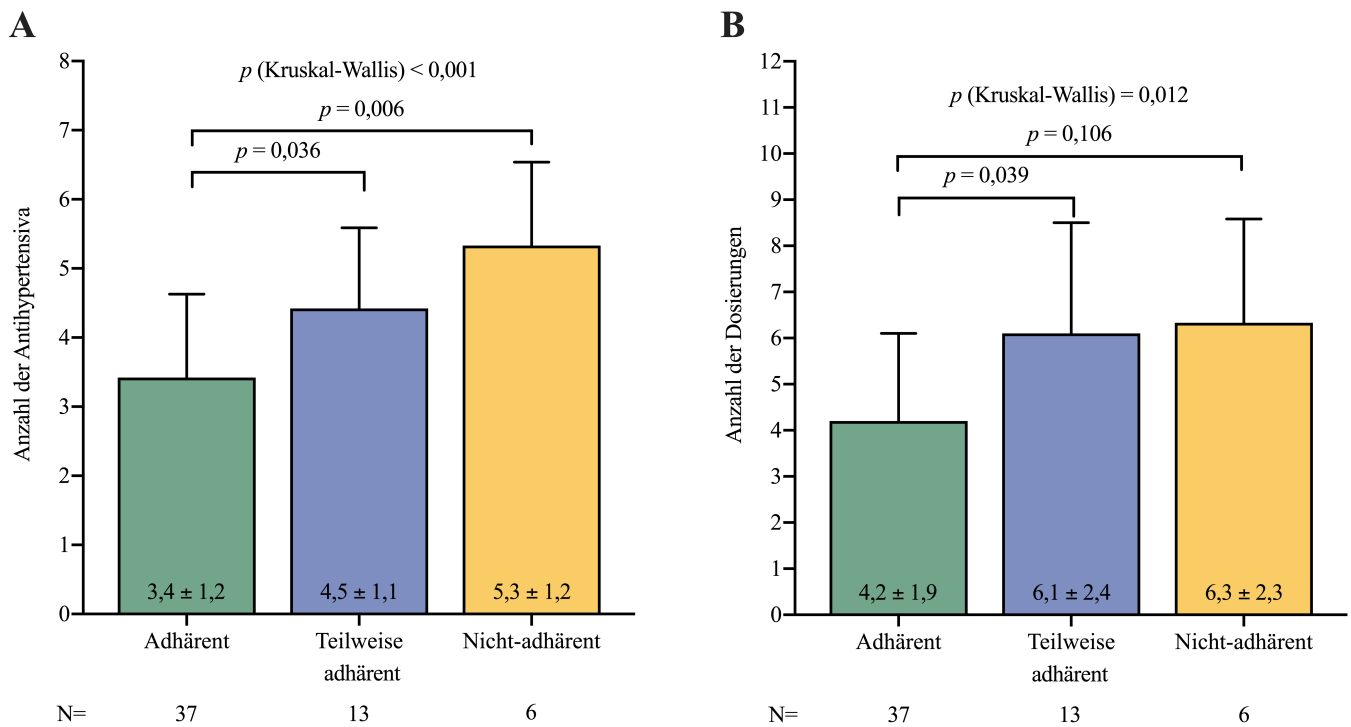 A
Anzahl der Antihypertensiva
8
7
6
5
4
3
2
1
0
p (Kruskal-Wallis) < 0,001
p = 0,006
p = 0,036
3,4 ± 1,2
4,5 ± 1,1
5,3 ± 1,2
Adhärent
Teilweise
adhärent
Nicht-adhärent
N=
37
13
6
B
Anzahl der Dosierungen
12
11
10
9
8
7
6
5
4
3
2
1
0
p (Kruskal-Wallis) = 0,012
p = 0,106
p = 0,039
4,2 ± 1,9
6,1 ± 2,4
6,3 ± 2,3
Adhärent
Teilweise
adhärent
Nicht-adhärent
N=
37
13
6